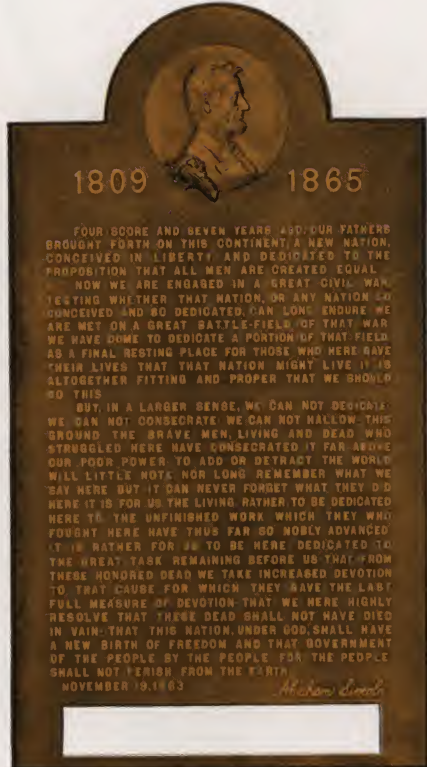 1809 1865
FOUR SCORE AND SEVEN YEARS AGO, OUR FATHERS
BROUGHT FORTH ON THIS CONTINENT, A NEW NATION,
CONCEIVED IN LIBERTY AND DEDICATED TO THE
PROPOSITION THAT ALL MEN ARE CREATED EQUAL
NOW WE ARE ENGAGED IN A GREAT CIVIL WAR,
TESTING WHETHER THAT NATION, OR ANY NATION SO
CONCEIVED AND SO DEDICATED, CAN LONG ENDURE WE
ARE MET ON A GREAT BATTLE-FIELD OF THAT WAR
WE HAVE COME TO DEDICATE A PORTION OF THAT FIELD
AS A FINAL RESTING PLACE FOR THOSE WHO HERE GAVE
THEIR LIVES THAT THAT NATION MIGHT LIVE IT IS
ALTOGETHER FITTING AND PROPER THAT WE SHOULD
DO THIS
BUT, IN A LARGER SENSE, WE CAN NOT DEDICATE
WE CAN NOT CONSECRATE WE CAN NOT HALLOW THIS
GROUND THE BRAVE MEN, LIVING AND DEAD WHO
STRUGGLED HERE HAVE CONSECRATED IT FAR ABOVE
OUR POOR POWER TO ADD OR DETRACT THE WORLD
WILL LITTLE NOTE NOR LONG REMEMBER WHAT WE
SAY HERE BUT IT CAN NEVER FORGET WHAT THEY DID
HERE IT IS FOR US THE LIVING RATHER TO BE DEDICATED
HERE TO THE UNFINISHED WORK WHICH THEY WHO
FOUGHT HERE HAVE THUS FAR SO NOBLY ADVANCED
IT IS RATHER FOR US TO BE HERE DEDICATED TO
THE GREAT TASK REMAINING BEFORE US THAT FROM
THESE HONORED DEAD WE TAKE INCREASED DEVOTION
TO THAT CAUSE FOR WHICH THEY GAVE THE LAST
FULL MEASURE OF DEVOTION THAT WE HERE HIGHLY
RESOLVE THAT THESE DEAD SHALL NOT HAVE DIED
IN VAIN THAT THIS NATION, UNDER GOD, SHALL HAVE
A NEW BIRTH OF FREEDOM AND THAT GOVERNMENT
OF THE PEOPLE BY THE PEOPLE FOR THE PEOPLE
SHALL NOT PERISH FROM THE EARTH
NOVEMBER 19, 1863 Abraham Lincoln